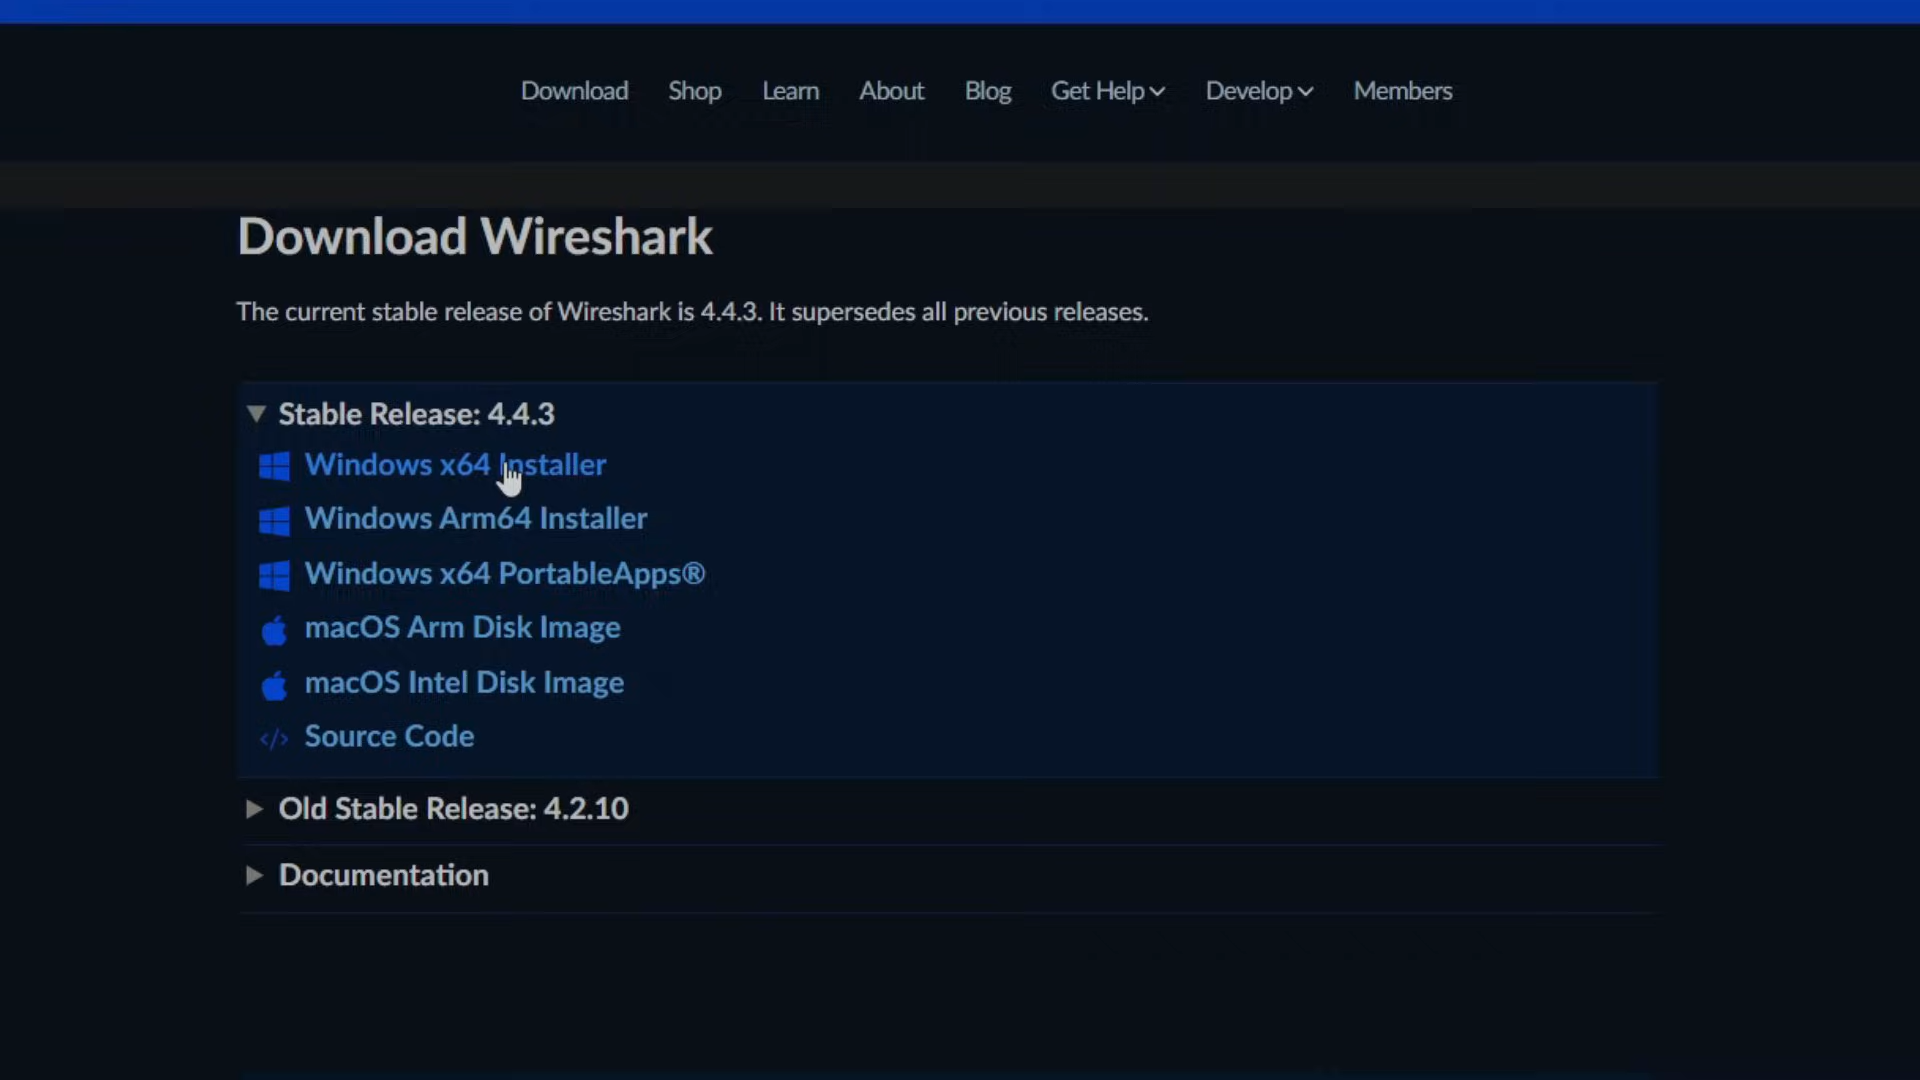 Download Shop Learn About Blog Get Help Develop Members
Download Wireshark
The current stable release of Wireshark is 4.4.3. It supersedes all previous releases.
Stable Release: 4.4.3
Windows x64 Installer
Windows Arm64 Installer
Windows x64 PortableApps®
macOS Arm Disk Image
macOS Intel Disk Image
</> Source Code
Old Stable Release: 4.2.10
Documentation